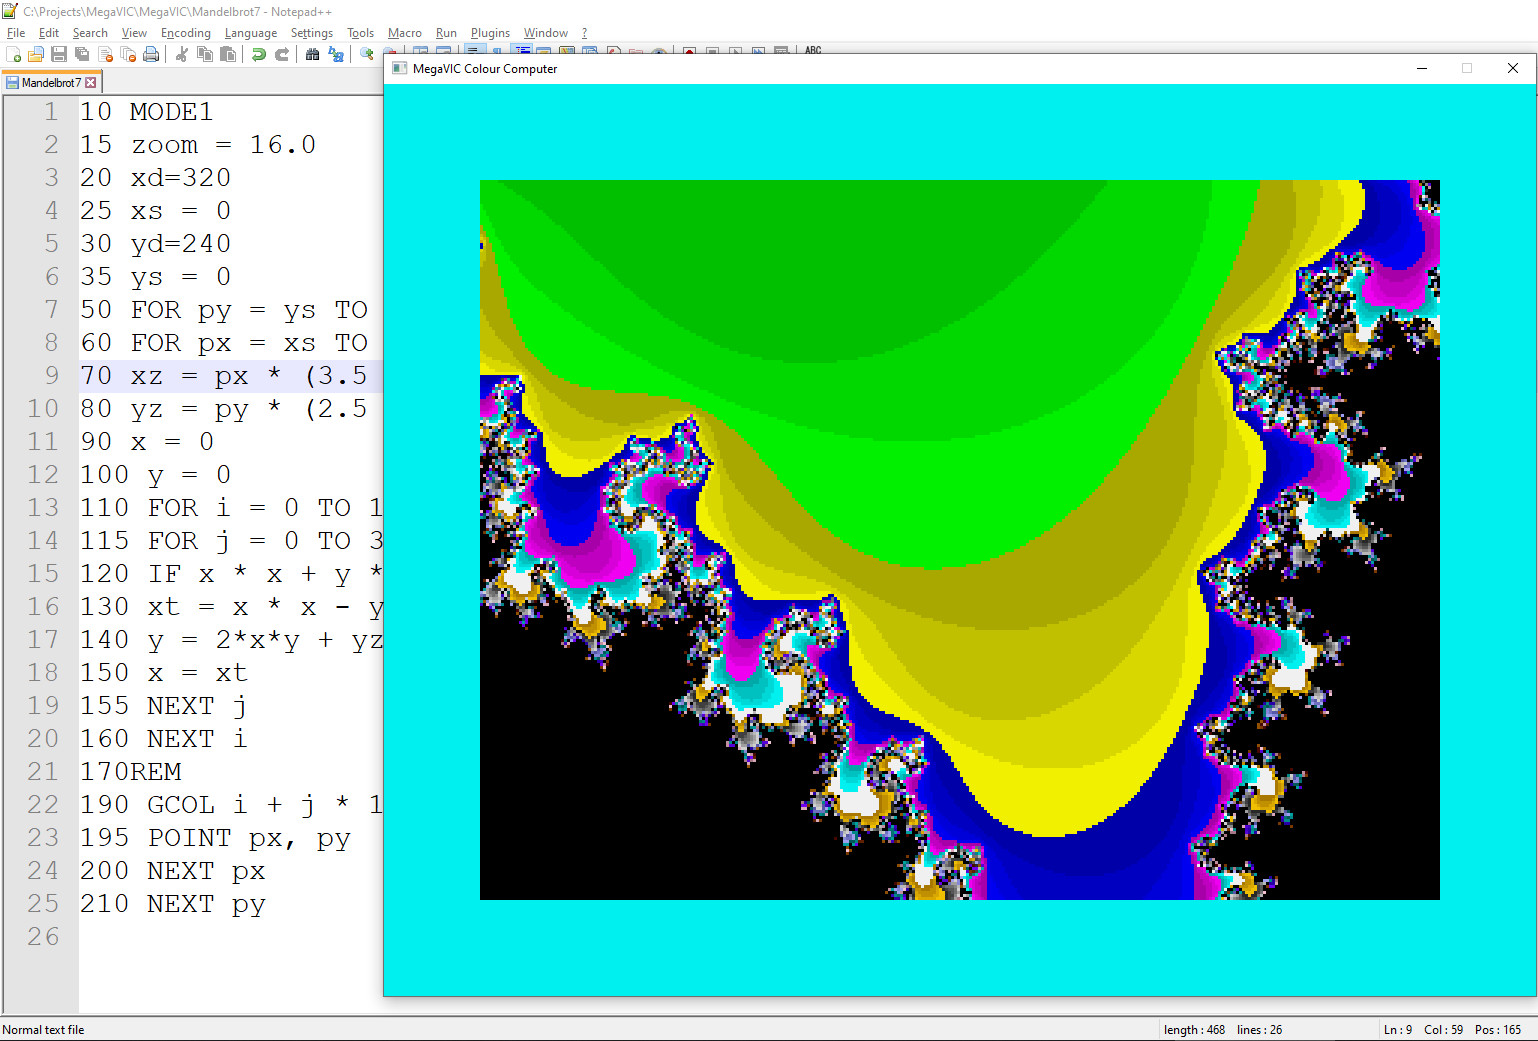 C:\Projects\MegaVIC\MegaVIC\Mandelbrot7 - Notepad++
File Edit Search View Encoding Language Settings Tools Macro Run Plugins Window ?
ABC
MegaVIC Colour Computer
Mandelbrot7
1 10 MODE1
2 15 zoom = 16.0
3 20 xd=320
4 25 xs = 0
5 30 yd=240
6 35 ys = 0
7 50 FOR py = ys TO
8 60 FOR px = xs TO
9 70 xz = px * (3.5
10 80 yz = py * (2.5
11 90 x = 0
12 100 y = 0
13 110 FOR i = 0 TO 1
14 115 FOR j = 0 TO 3
15 120 IF x * x + y *
16 130 xt = x * x - y
17 140 y = 2*x*y + yz
18 150 x = xt
19 155 NEXT j
20 160 NEXT i
21 170REM
22 190 GCOL i + j * 1
23 195 POINT px, py
24 200 NEXT px
25 210 NEXT py
26
Normal text file length : 468 lines : 26 Ln : 9 Col : 59 Pos : 165